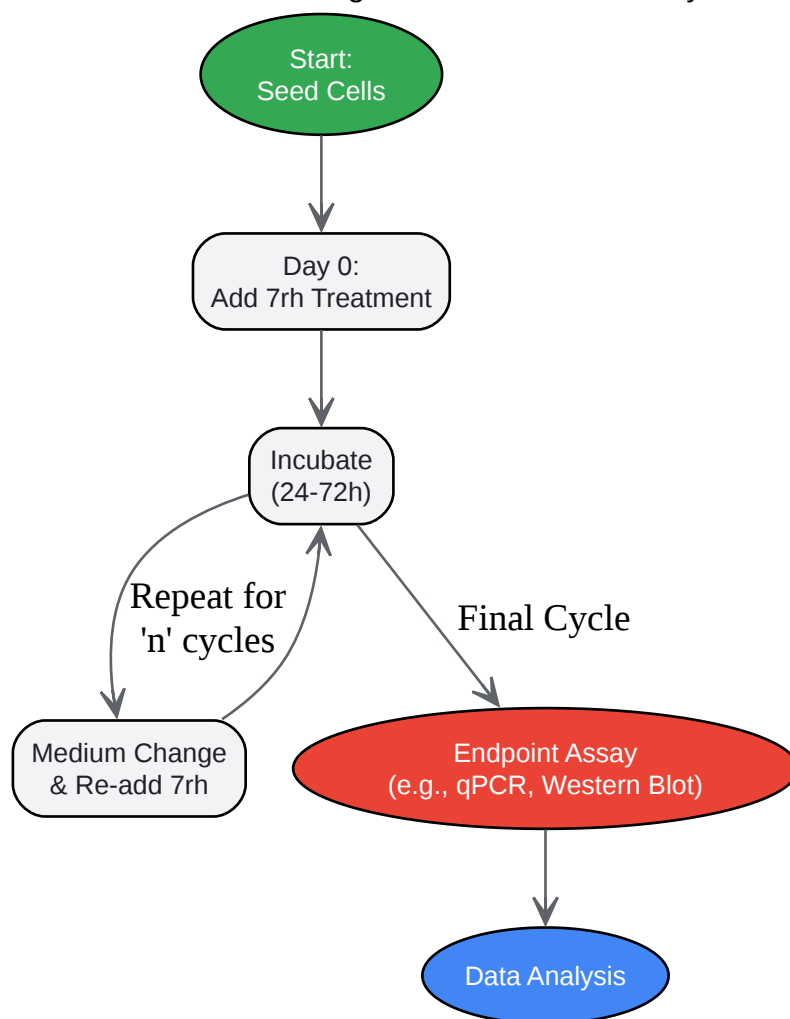 Start:
Seed Cells
Day 0:
Add 7rh Treatment
Incubate
(24-72h)
Repeat for
'n' cycles
Final Cycle
Medium Change
& Re-add 7rh
Endpoint Assay
(e.g., qPCR, Western Blot)
Data Analysis